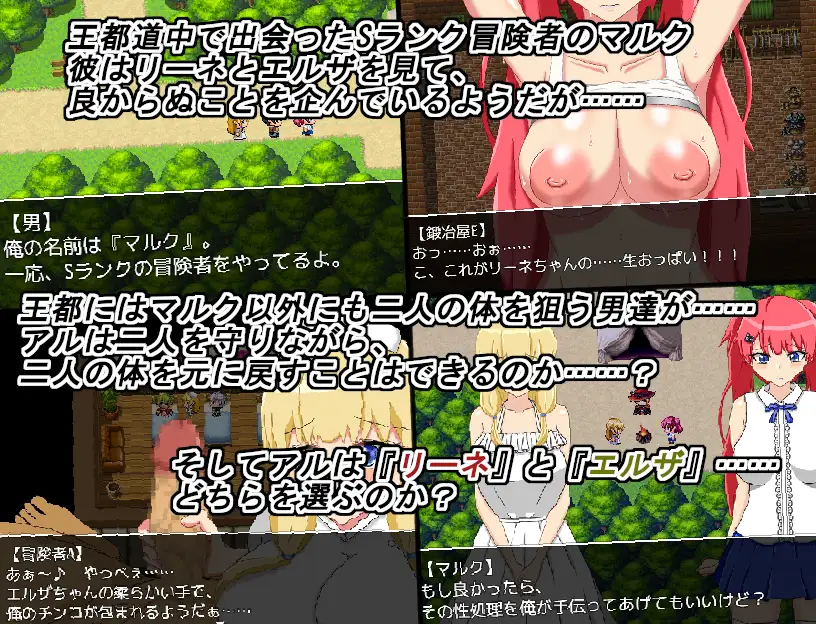 王都道中で出会ったSランク冒険者のマルク
彼はリーネとエルザを見て、
良からぬことを企んでいるようだが……
【男】
俺の名前は『マルク』。
一応、Sランクの冒険者をやってるよ。
【鍛冶屋E】
おっ……おぉ……
こ、これがリーネちゃんの……生おっぱい！！！
王都にはマルク以外にも二人の体を狙う男達が……
アルは二人を守りながら、
二人の体を元に戻すことはできるのか……？
そしてアルは『リーネ』と『エルザ』……
どちらを選ぶのか？
【冒険者A】
あぁ～♪　やっべぇ……
エルザちゃんの柔らかい手で、
俺のチンコが包まれるようだぁ……
【マルク】
もし良かったら、
その性処理を俺が手伝ってあげてもいいけど？